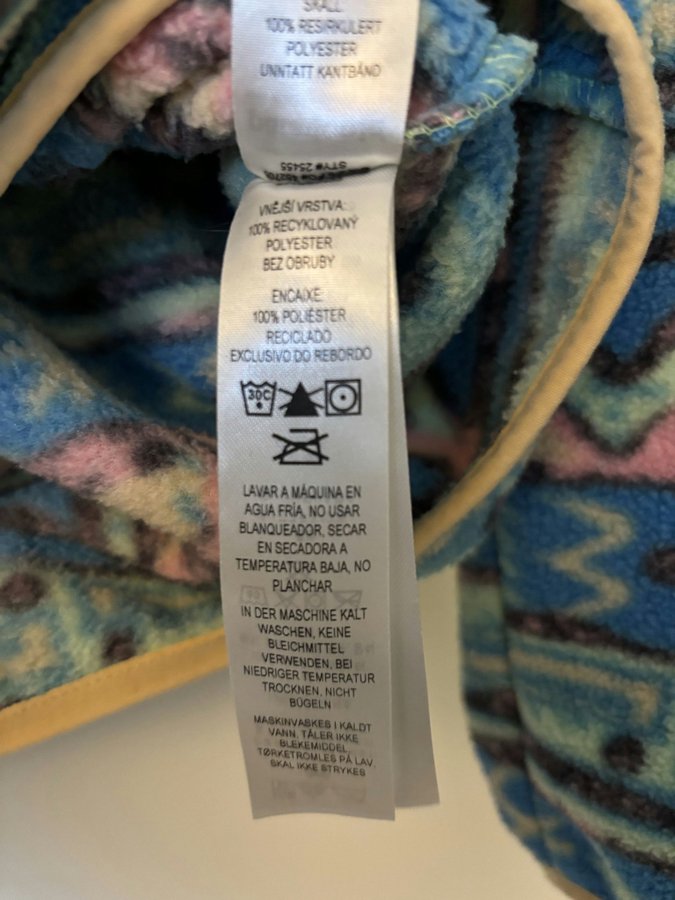 SKALL
100% RESIRKULERT
POLYESTER
UNNTATT KANTBÅND
STY# 25455
VNĚJŠÍ VRSTVA:
100% RECYKLOVANÝ
POLYESTER
BEZ OBRUBY
ENCAIXE:
100% POLIÉSTER
RECICLADO
EXCLUSIVO DO REBORDO
30C
LAVAR A MÁQUINA EN
AGUA FRÍA, NO USAR
BLANQUEADOR, SECAR
EN SECADORA A
TEMPERATURA BAJA, NO
PLANCHAR
IN DER MASCHINE KALT
WASCHEN, KEINE
BLEICHMITTEL
VERWENDEN, BEI
NIEDRIGER TEMPERATUR
TROCKNEN, NICHT
BÜGELN
MASKINVASKES I KALDT
VANN, TÅLER IKKE
BLEKEMIDDEL,
TØRKETROMLES PÅ LAV,
SKAL IKKE STRYKES